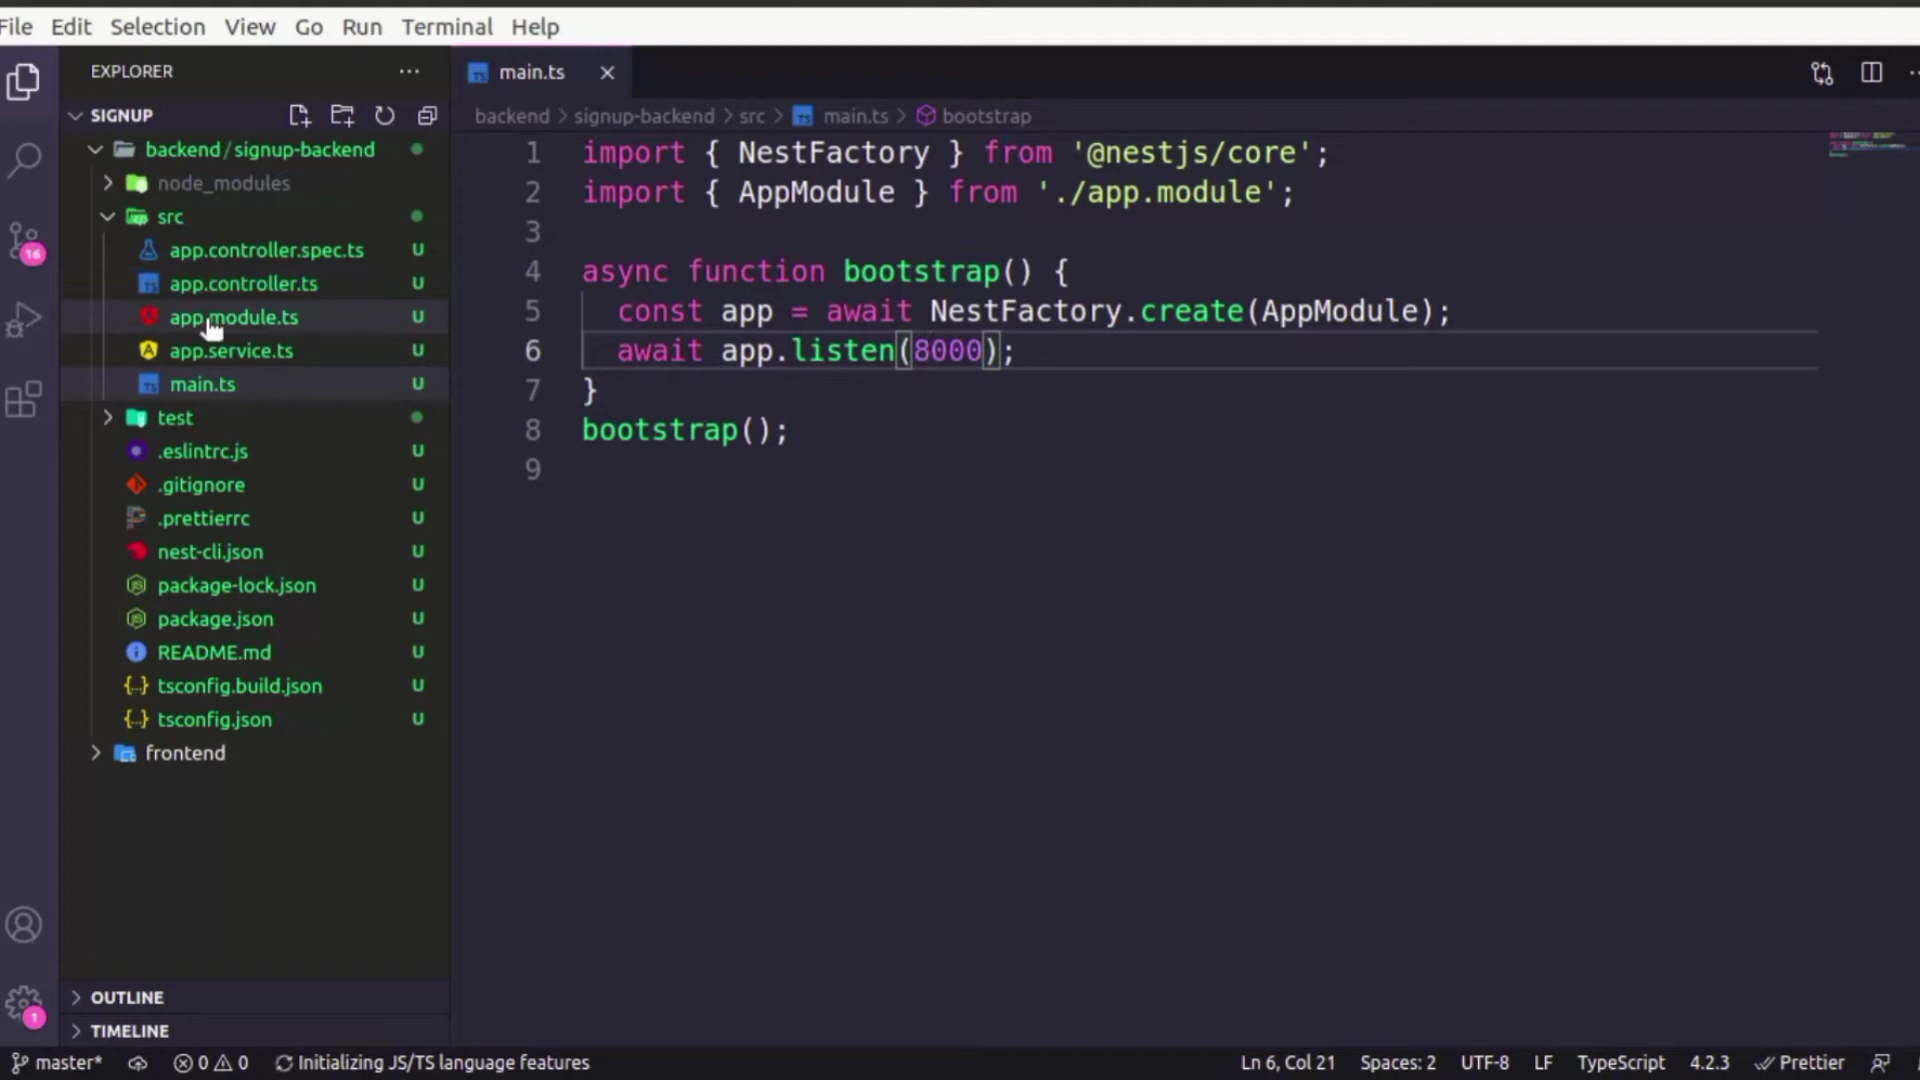 File Edit Selection View Go Run Terminal Help
EXPLORER
SIGNUP
backend / signup-backend
node_modules
src
app.controller.spec.ts U
app.controller.ts U
app.module.ts U
app.service.ts U
main.ts U
test
.eslintrc.js U
.gitignore U
.prettierrc U
nest-cli.json U
package-lock.json U
package.json U
README.md U
tsconfig.build.json U
tsconfig.json U
frontend
OUTLINE
TIMELINE
16
1
main.ts
backend > signup-backend > src > main.ts > bootstrap
1 import { NestFactory } from '@nestjs/core';
2 import { AppModule } from './app.module';
3
4 async function bootstrap() {
5 const app = await NestFactory.create(AppModule);
6 await app.listen(8000);
7 }
8 bootstrap();
9
master* 0 0 Initializing JS/TS language features Ln 6, Col 21 Spaces: 2 UTF-8 LF TypeScript 4.2.3 Prettier